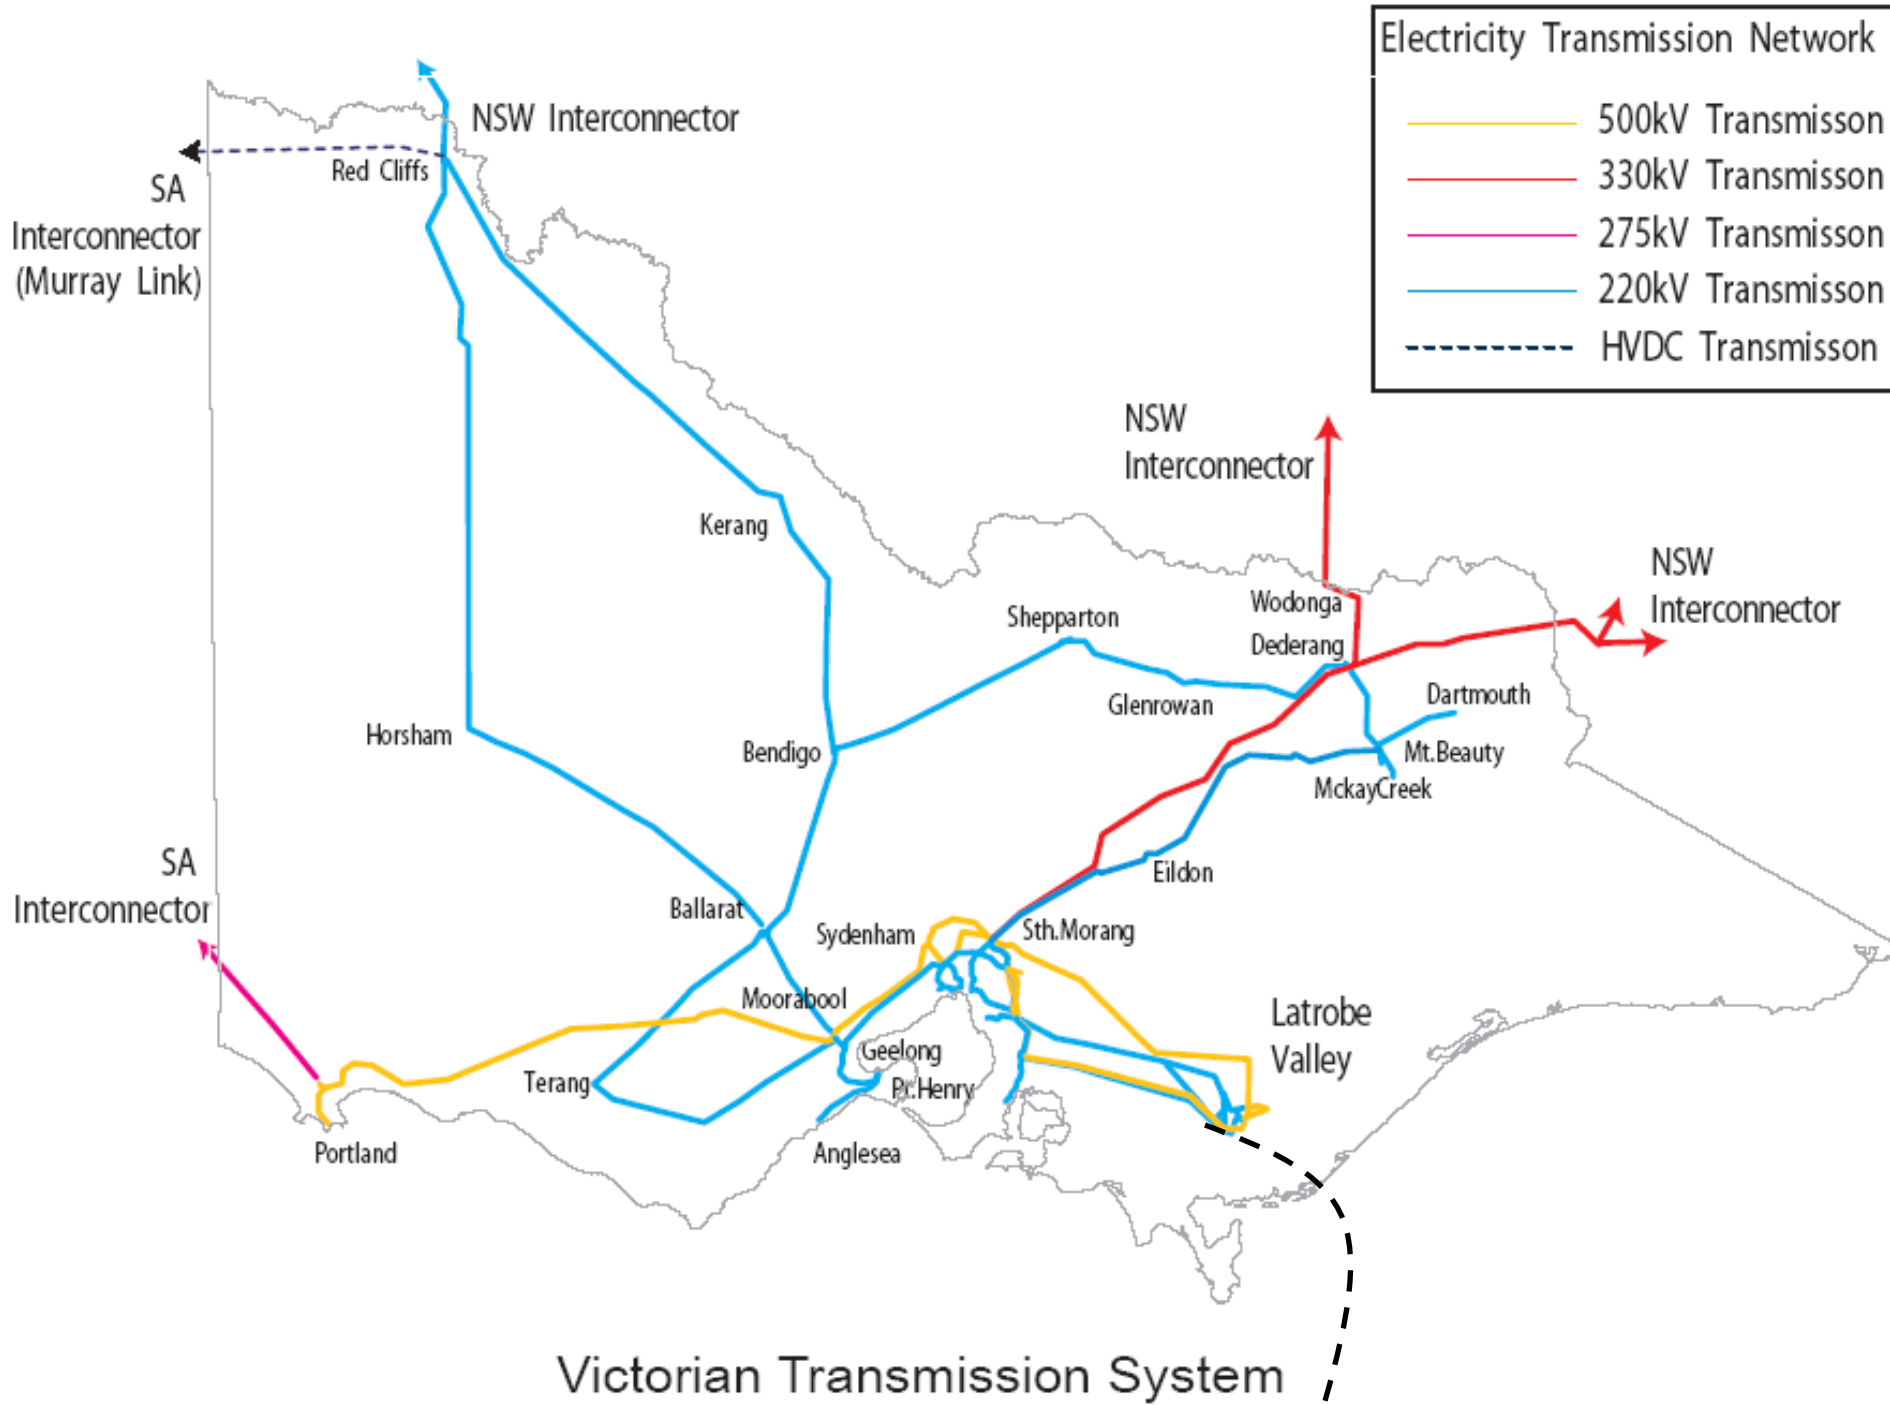 Electricity Transmission Network
500kV Transmisson
330kV Transmisson
275kV Transmisson
220kV Transmisson
HVDC Transmisson
NSW Interconnector
Red Cliffs
SA
Interconnector
(Murray Link)
NSW
Interconnector
Kerang
NSW
Interconnector
Wodonga
Shepparton
Dederang
Dartmouth
Glenrowan
Horsham
Bendigo
Mt.Beauty
MckayCreek
SA
Interconnector
Eildon
Ballarat
Sydenham
Sth.Morang
Moorabool
Latrobe
Valley
Geelong
Terang
Pt.Henry
Portland
Anglesea
Victorian Transmission System